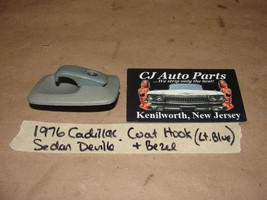 CJ Auto Parts
"We strip only the best!"
Kenilworth, New Jersey
1976 Cadillac Coat Hook (Lt. Blue)
Sedan Deville + Bezel